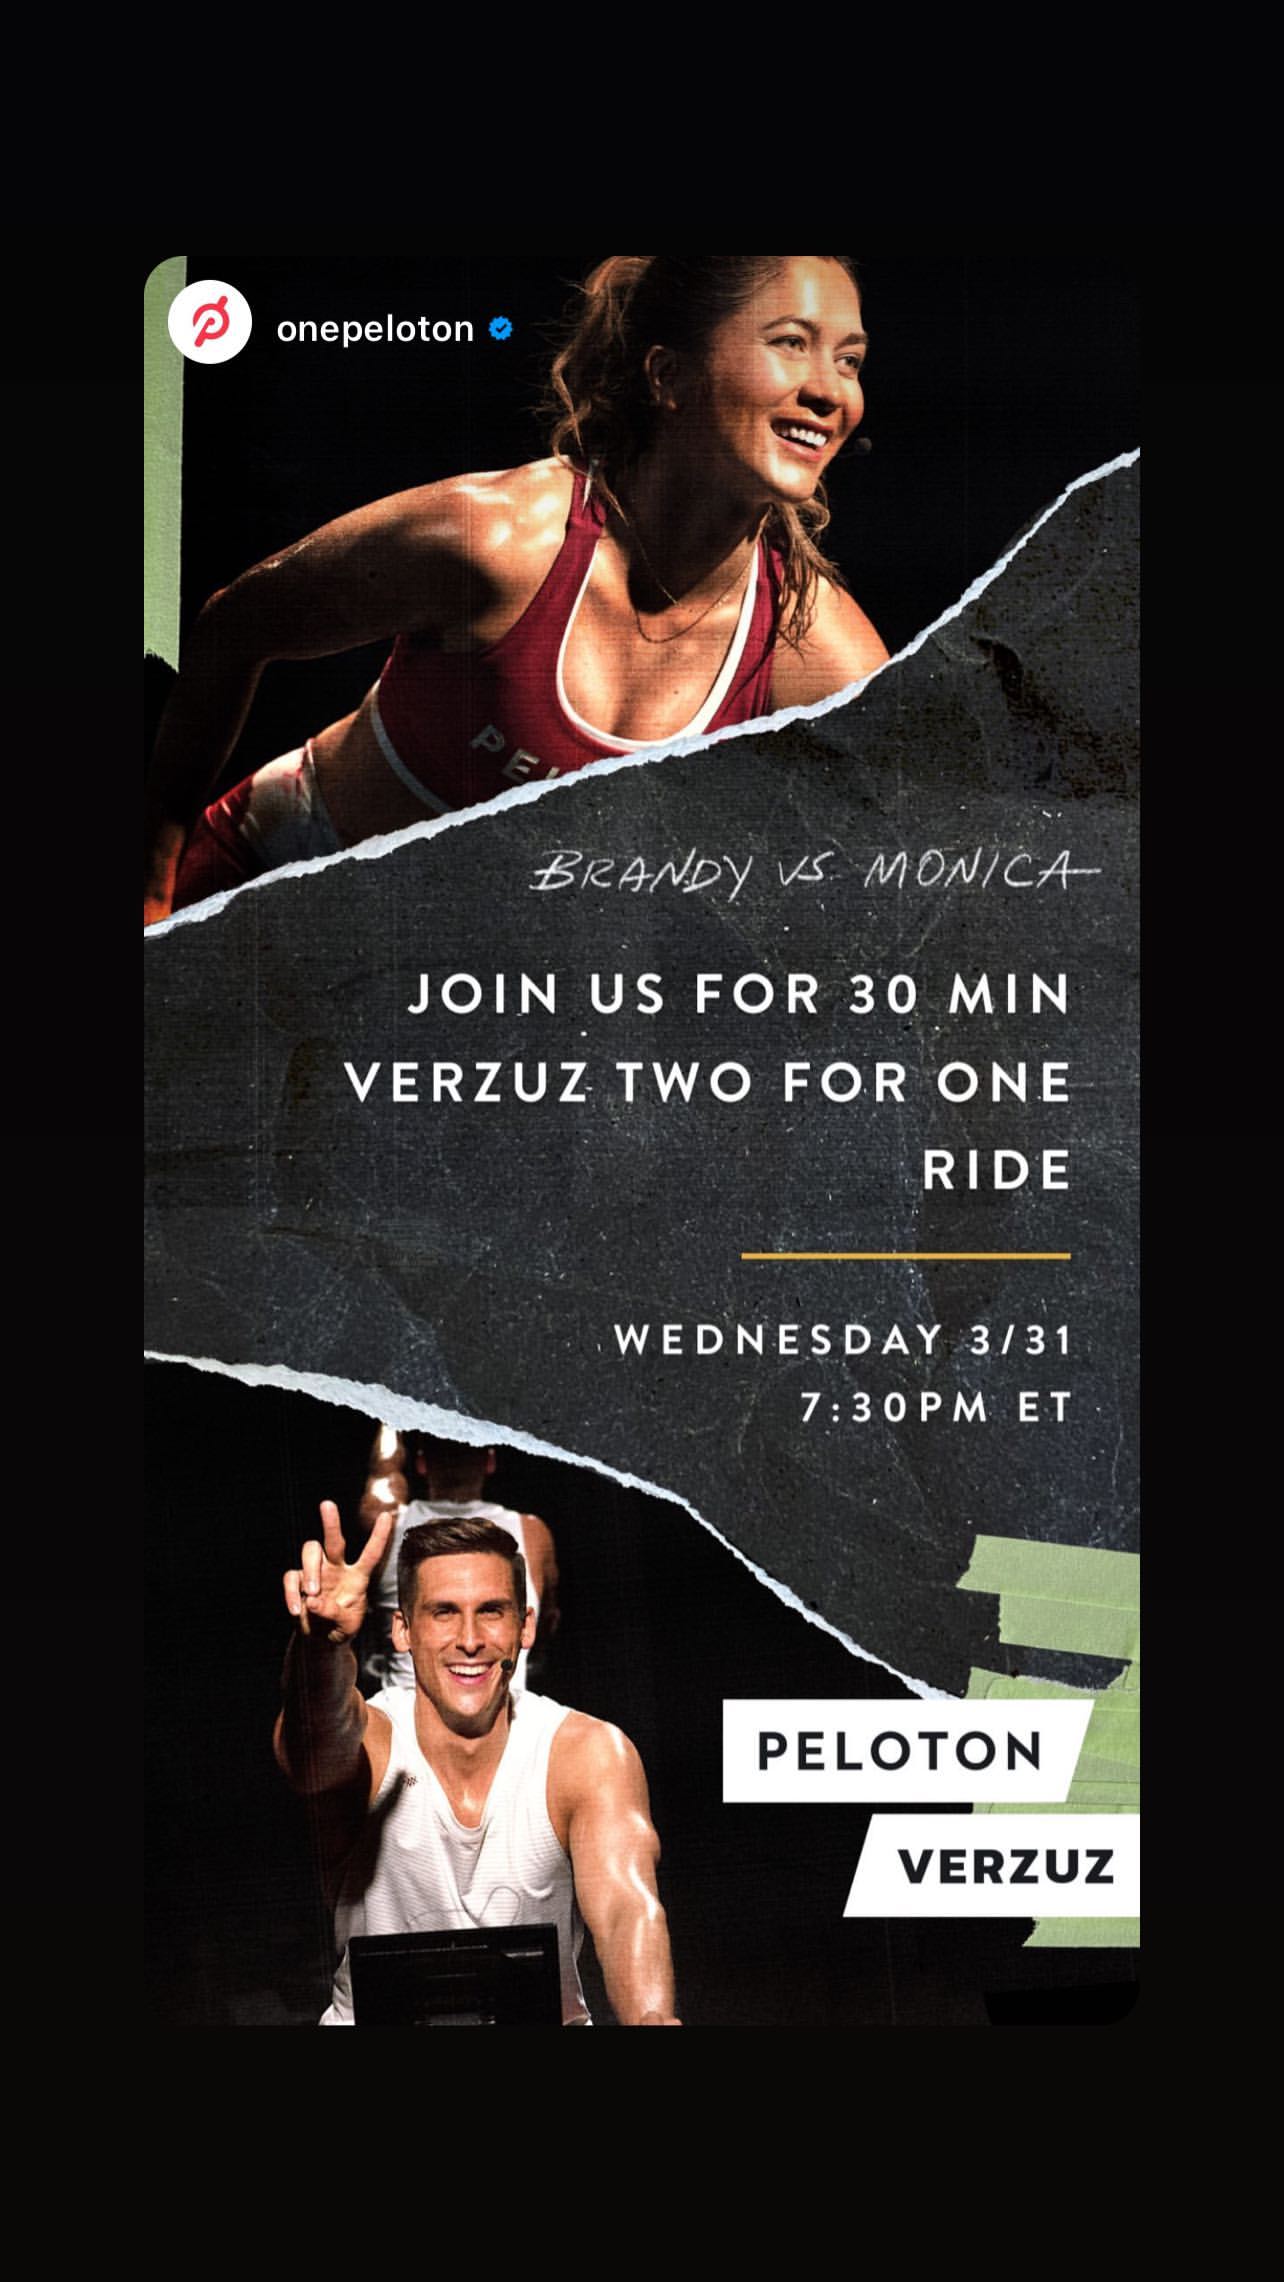 onepeloton
PEL
BRANDY VS. MONICA
JOIN US FOR 30 MIN
VERZUZ TWO FOR ONE
RIDE
WEDNESDAY 3/31
7:30PM ET
PELOTON
VERZUZ